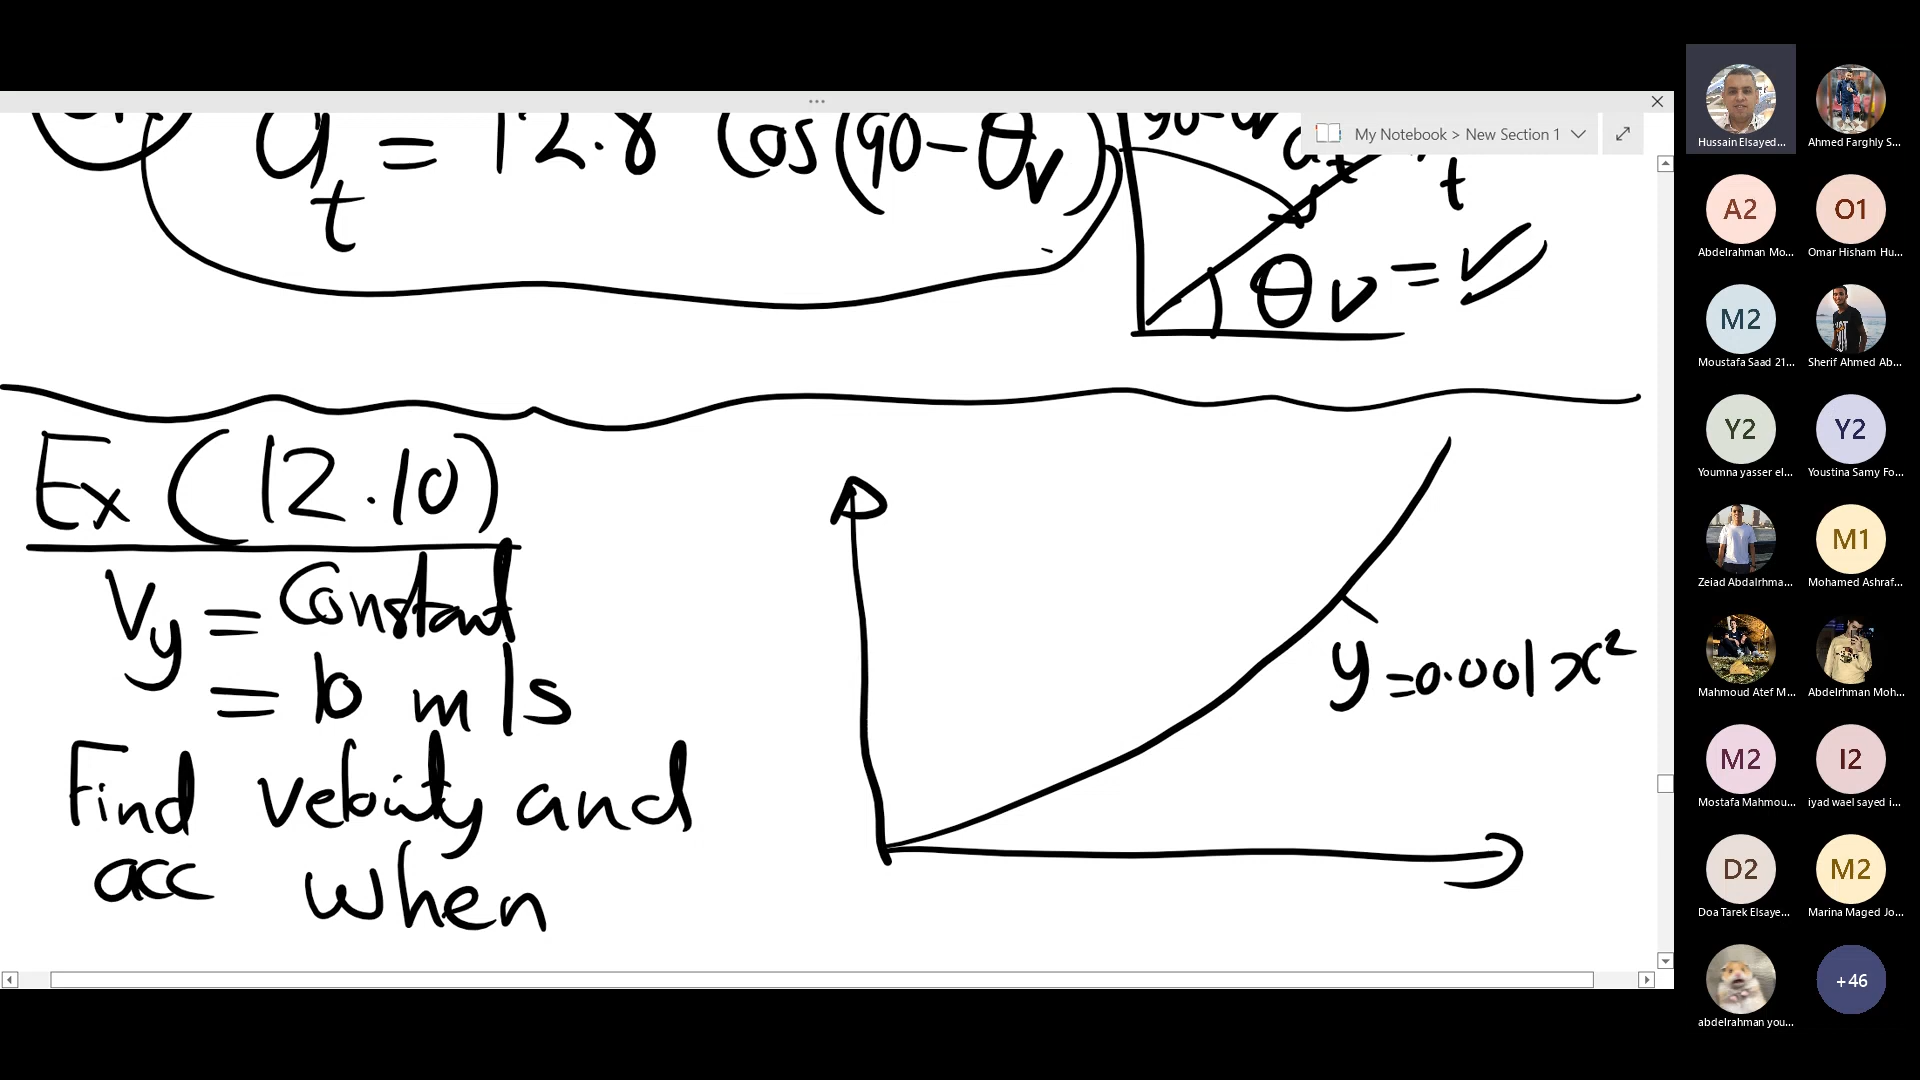 My Notebook > New Section 1
a_t = 12.8 Cos(90-θv)
90-θv
t
θv =
Ex (12.10)
Vy = Constant
= 10 m/s
Find velocity and
acc when
y=0.001x²
Hussain Elsayed...
Ahmed Farghly S...
A2
Abdelrahman Mo...
O1
Omar Hisham Hu...
M2
Moustafa Saad 21...
Sherif Ahmed Ab...
Y2
Youmna yasser el...
Y2
Youstina Samy Fo...
Zeiad Abdalrhma...
M1
Mohamed Ashraf...
Mahmoud Atef M...
Abdelrhman Moh...
M2
Mostafa Mahmou...
I2
iyad wael sayed i...
D2
Doa Tarek Elsaye...
M2
Marina Maged Jo...
abdelrahman you...
+46